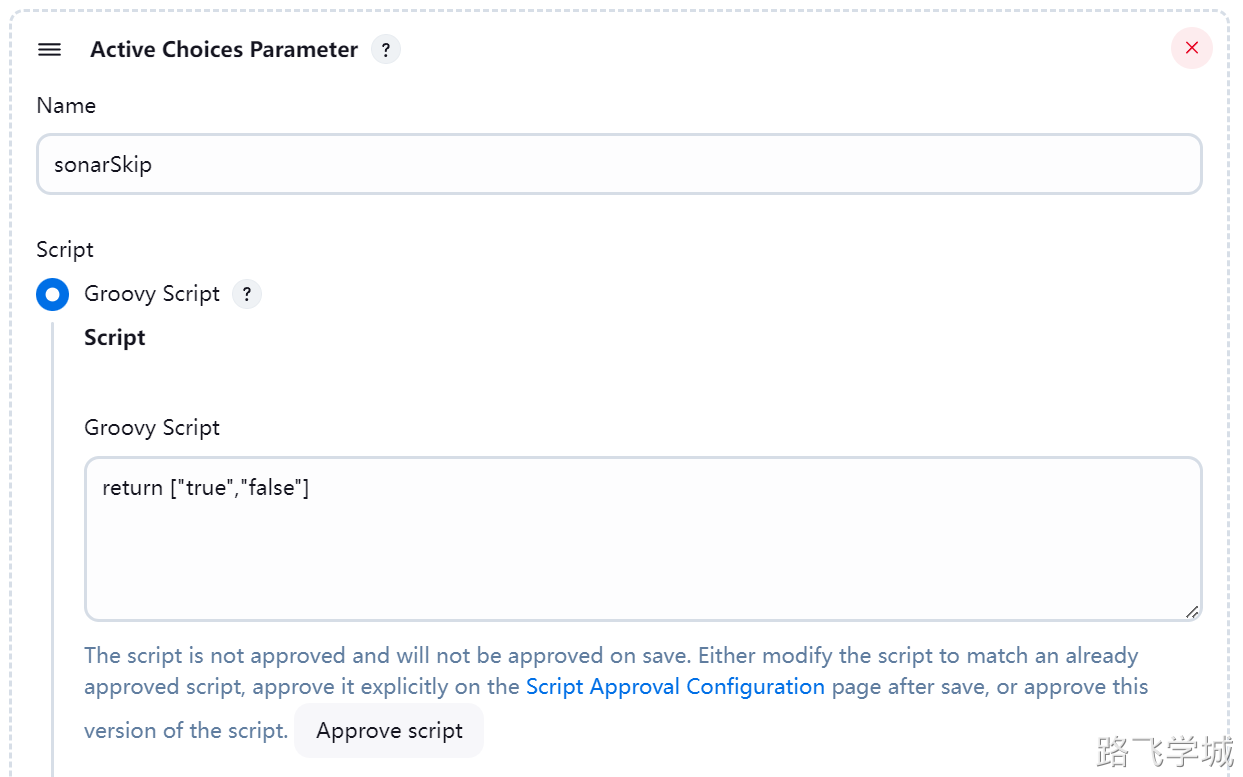 Active Choices Parameter ?
Name
sonarSkip
Script
Groovy Script ?
Script
Groovy Script
return ["true","false"]
The script is not approved and will not be approved on save. Either modify the script to match an already
approved script, approve it explicitly on the Script Approval Configuration page after save, or approve this
version of the script. Approve script
路飞学城